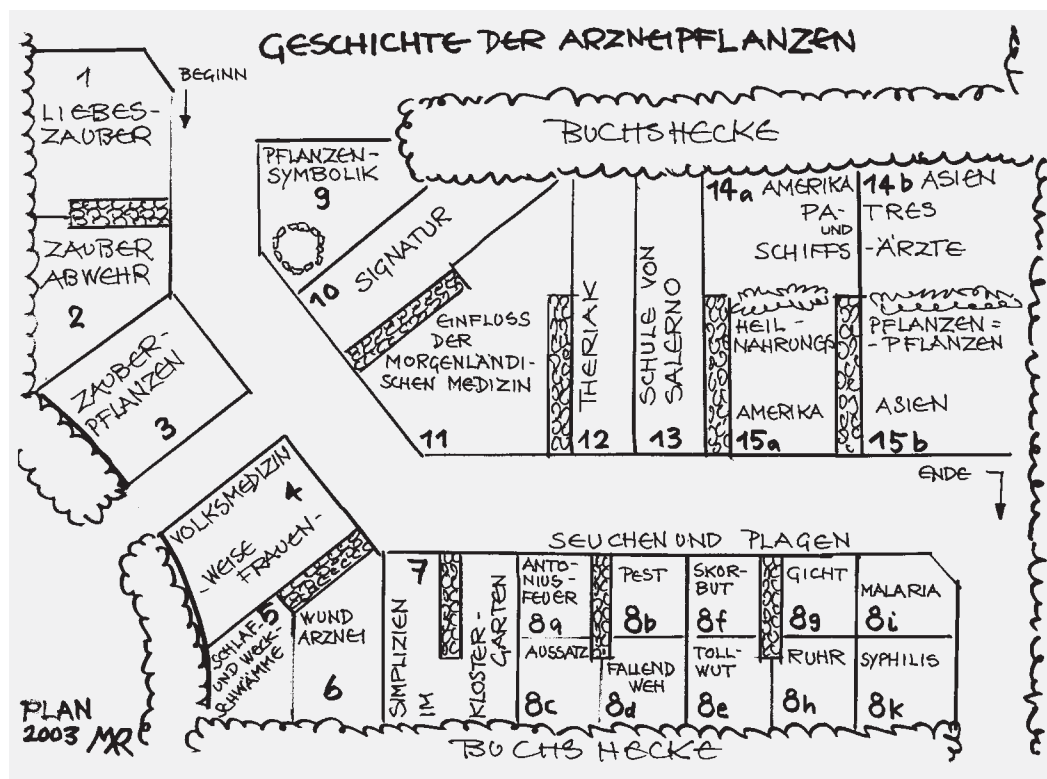 GESCHICHTE DER ARZNEIPFLANZEN
1
LIEBES-
ZAUBER
BEGINN
ZAUBER
ABWEHR
2
ZAUBER-
PFLANZEN
3
VOLKSMEDIZIN
4
-WEISE
FRAUEN-
5
SCHLAF-
UND WECK-
SCHWÄMME
WUND
ARZNEI
6
7
SIMPLIZIEN
IM
KLOSTER-
GARTEN
SEUCHEN UND PLAGEN
ANTO-
NIUS-
FEUER
8a
PEST
8b
AUSSATZ
8c
FALLEND
WEH
8d
TOLL-
WUT
8e
SKOR-
BUT
8f
GICHT
8g
RUHR
8h
MALARIA
8i
SYPHILIS
8k
BUCHSHECKE
PFLANZEN-
SYMBOLIK
9
10 SIGNATUR
EINFLOSS
DER
MORGENLÄNDI-
SCHEN MEDIZIN
11
THERIAK
12
SCHULE VON
SALERNO
13
BUCHSHECKE
14a AMERIKA 14b ASIEN
PA- TRES
UND
SCHIFFS -ÄRZTE
HEIL- PFLANZEN=
NAHRUNGS -PFLANZEN
AMERIKA ASIEN
15a 15b
ENDE
PLAN
2003 MR